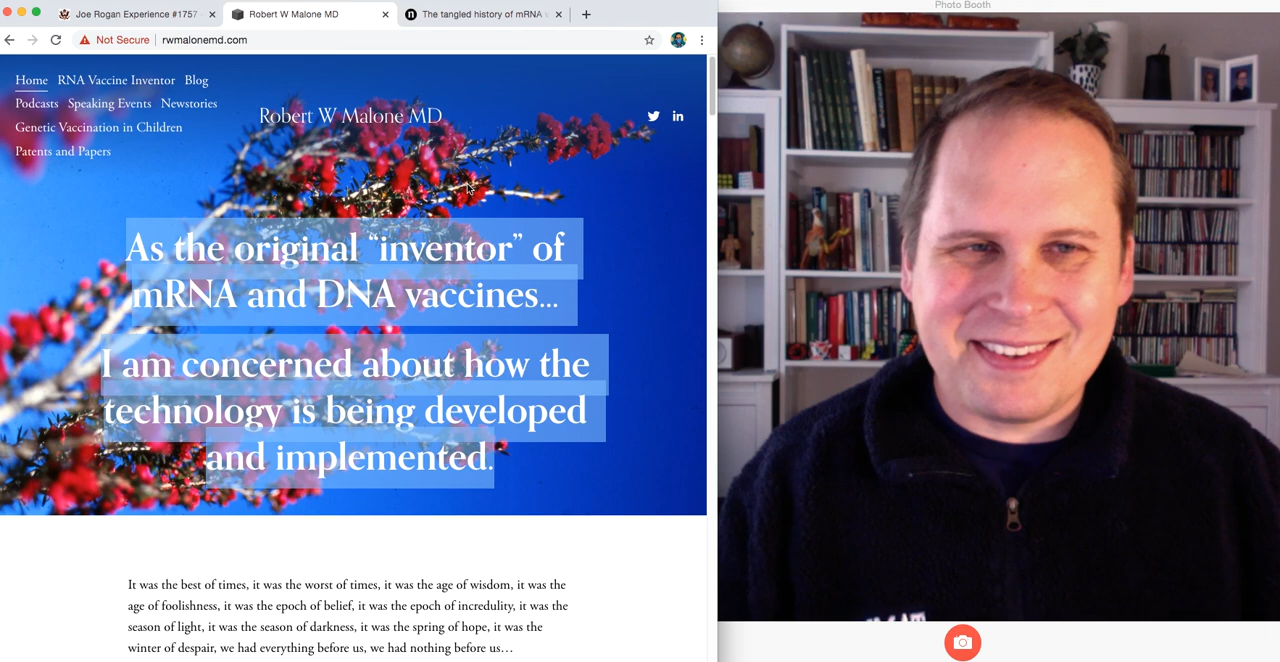 Joe Rogan Experience #1757
Robert W Malone MD
The tangled history of mRNA
Photo Booth
Not Secure
rwmalonemd.com
Home RNA Vaccine Inventor Blog
Podcasts Speaking Events Newstories
Genetic Vaccination in Children
Patents and Papers
Robert W Malone MD
As the original “inventor” of
mRNA and DNA vaccines...
I am concerned about how the
technology is being developed
and implemented.
It was the best of times, it was the worst of times, it was the age of wisdom, it was the
age of foolishness, it was the epoch of belief, it was the epoch of incredulity, it was the
season of light, it was the season of darkness, it was the spring of hope, it was the
winter of despair, we had everything before us, we had nothing before us…